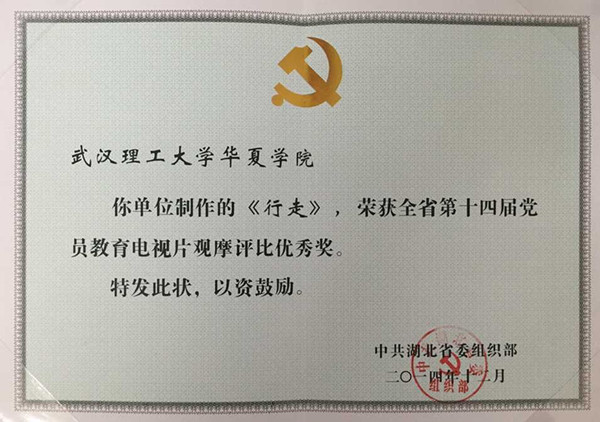 武汉理工大学华夏学院
你单位制作的《行走》，荣获全省第十四届党
员教育电视片观摩评比优秀奖。
特发此状，以资鼓励。
中共湖北省委组织部
二〇一四年十二月
组织部